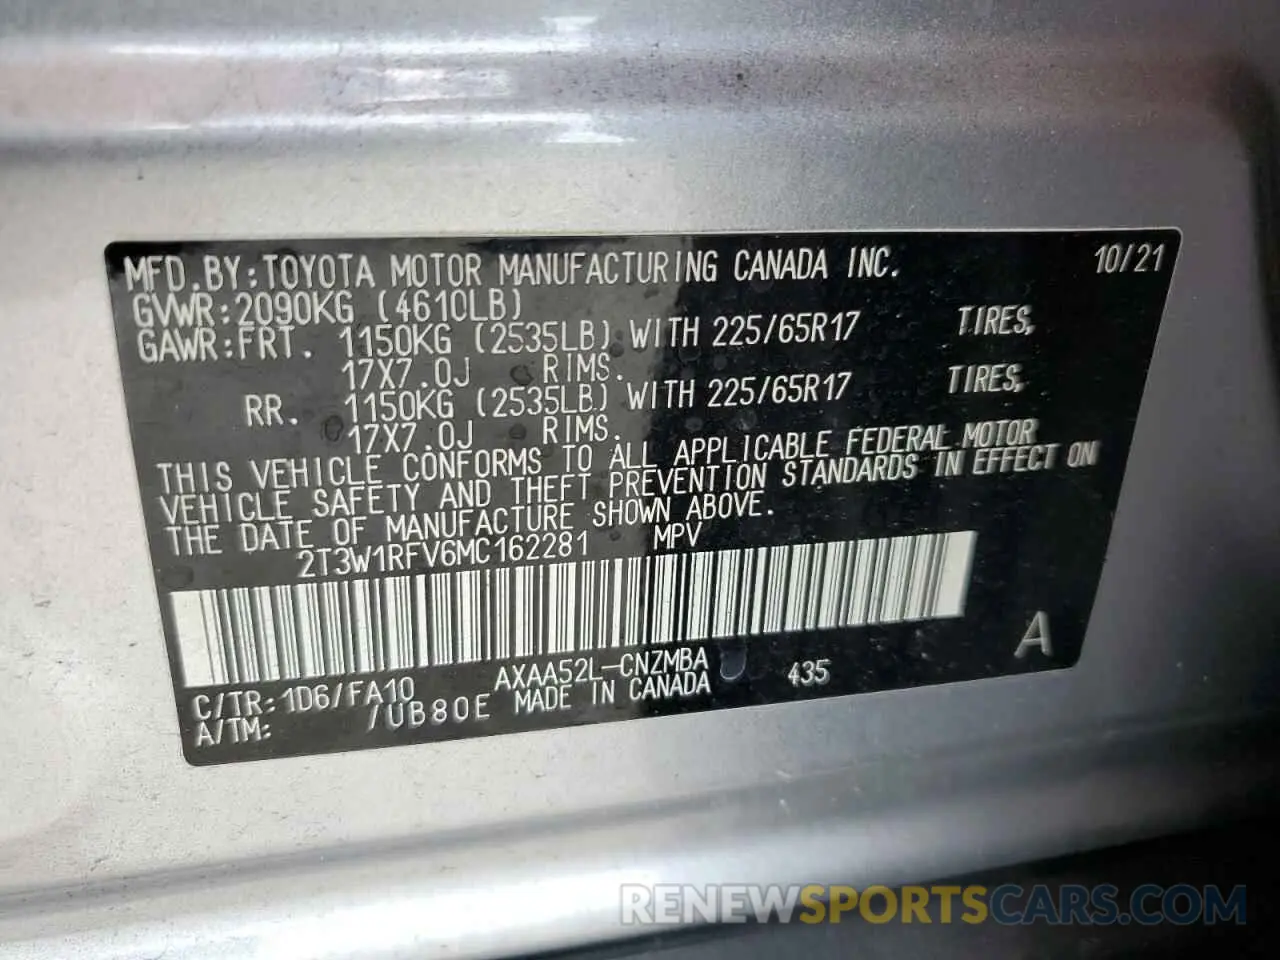 MFD.BY:TOYOTA MOTOR MANUFACTURING CANADA INC. 10/21
GVWR:2090KG (4610LB)
GAWR:FRT. 1150KG (2535LB) WITH 225/65R17 TIRES,
17X7.0J RIMS.
RR. 1150KG (2535LB) WITH 225/65R17 TIRES,
17X7.0J RIMS.
THIS VEHICLE CONFORMS TO ALL APPLICABLE FEDERAL MOTOR
VEHICLE SAFETY AND THEFT PREVENTION STANDARDS IN EFFECT ON
THE DATE OF MANUFACTURE SHOWN ABOVE.
2T3W1RFV6MC162281 MPV
A
C/TR:1D6/FA10 AXAA52L-CNZMBA 435
A/TM: /UB80E MADE IN CANADA
RENEWSPORTSCARS.COM